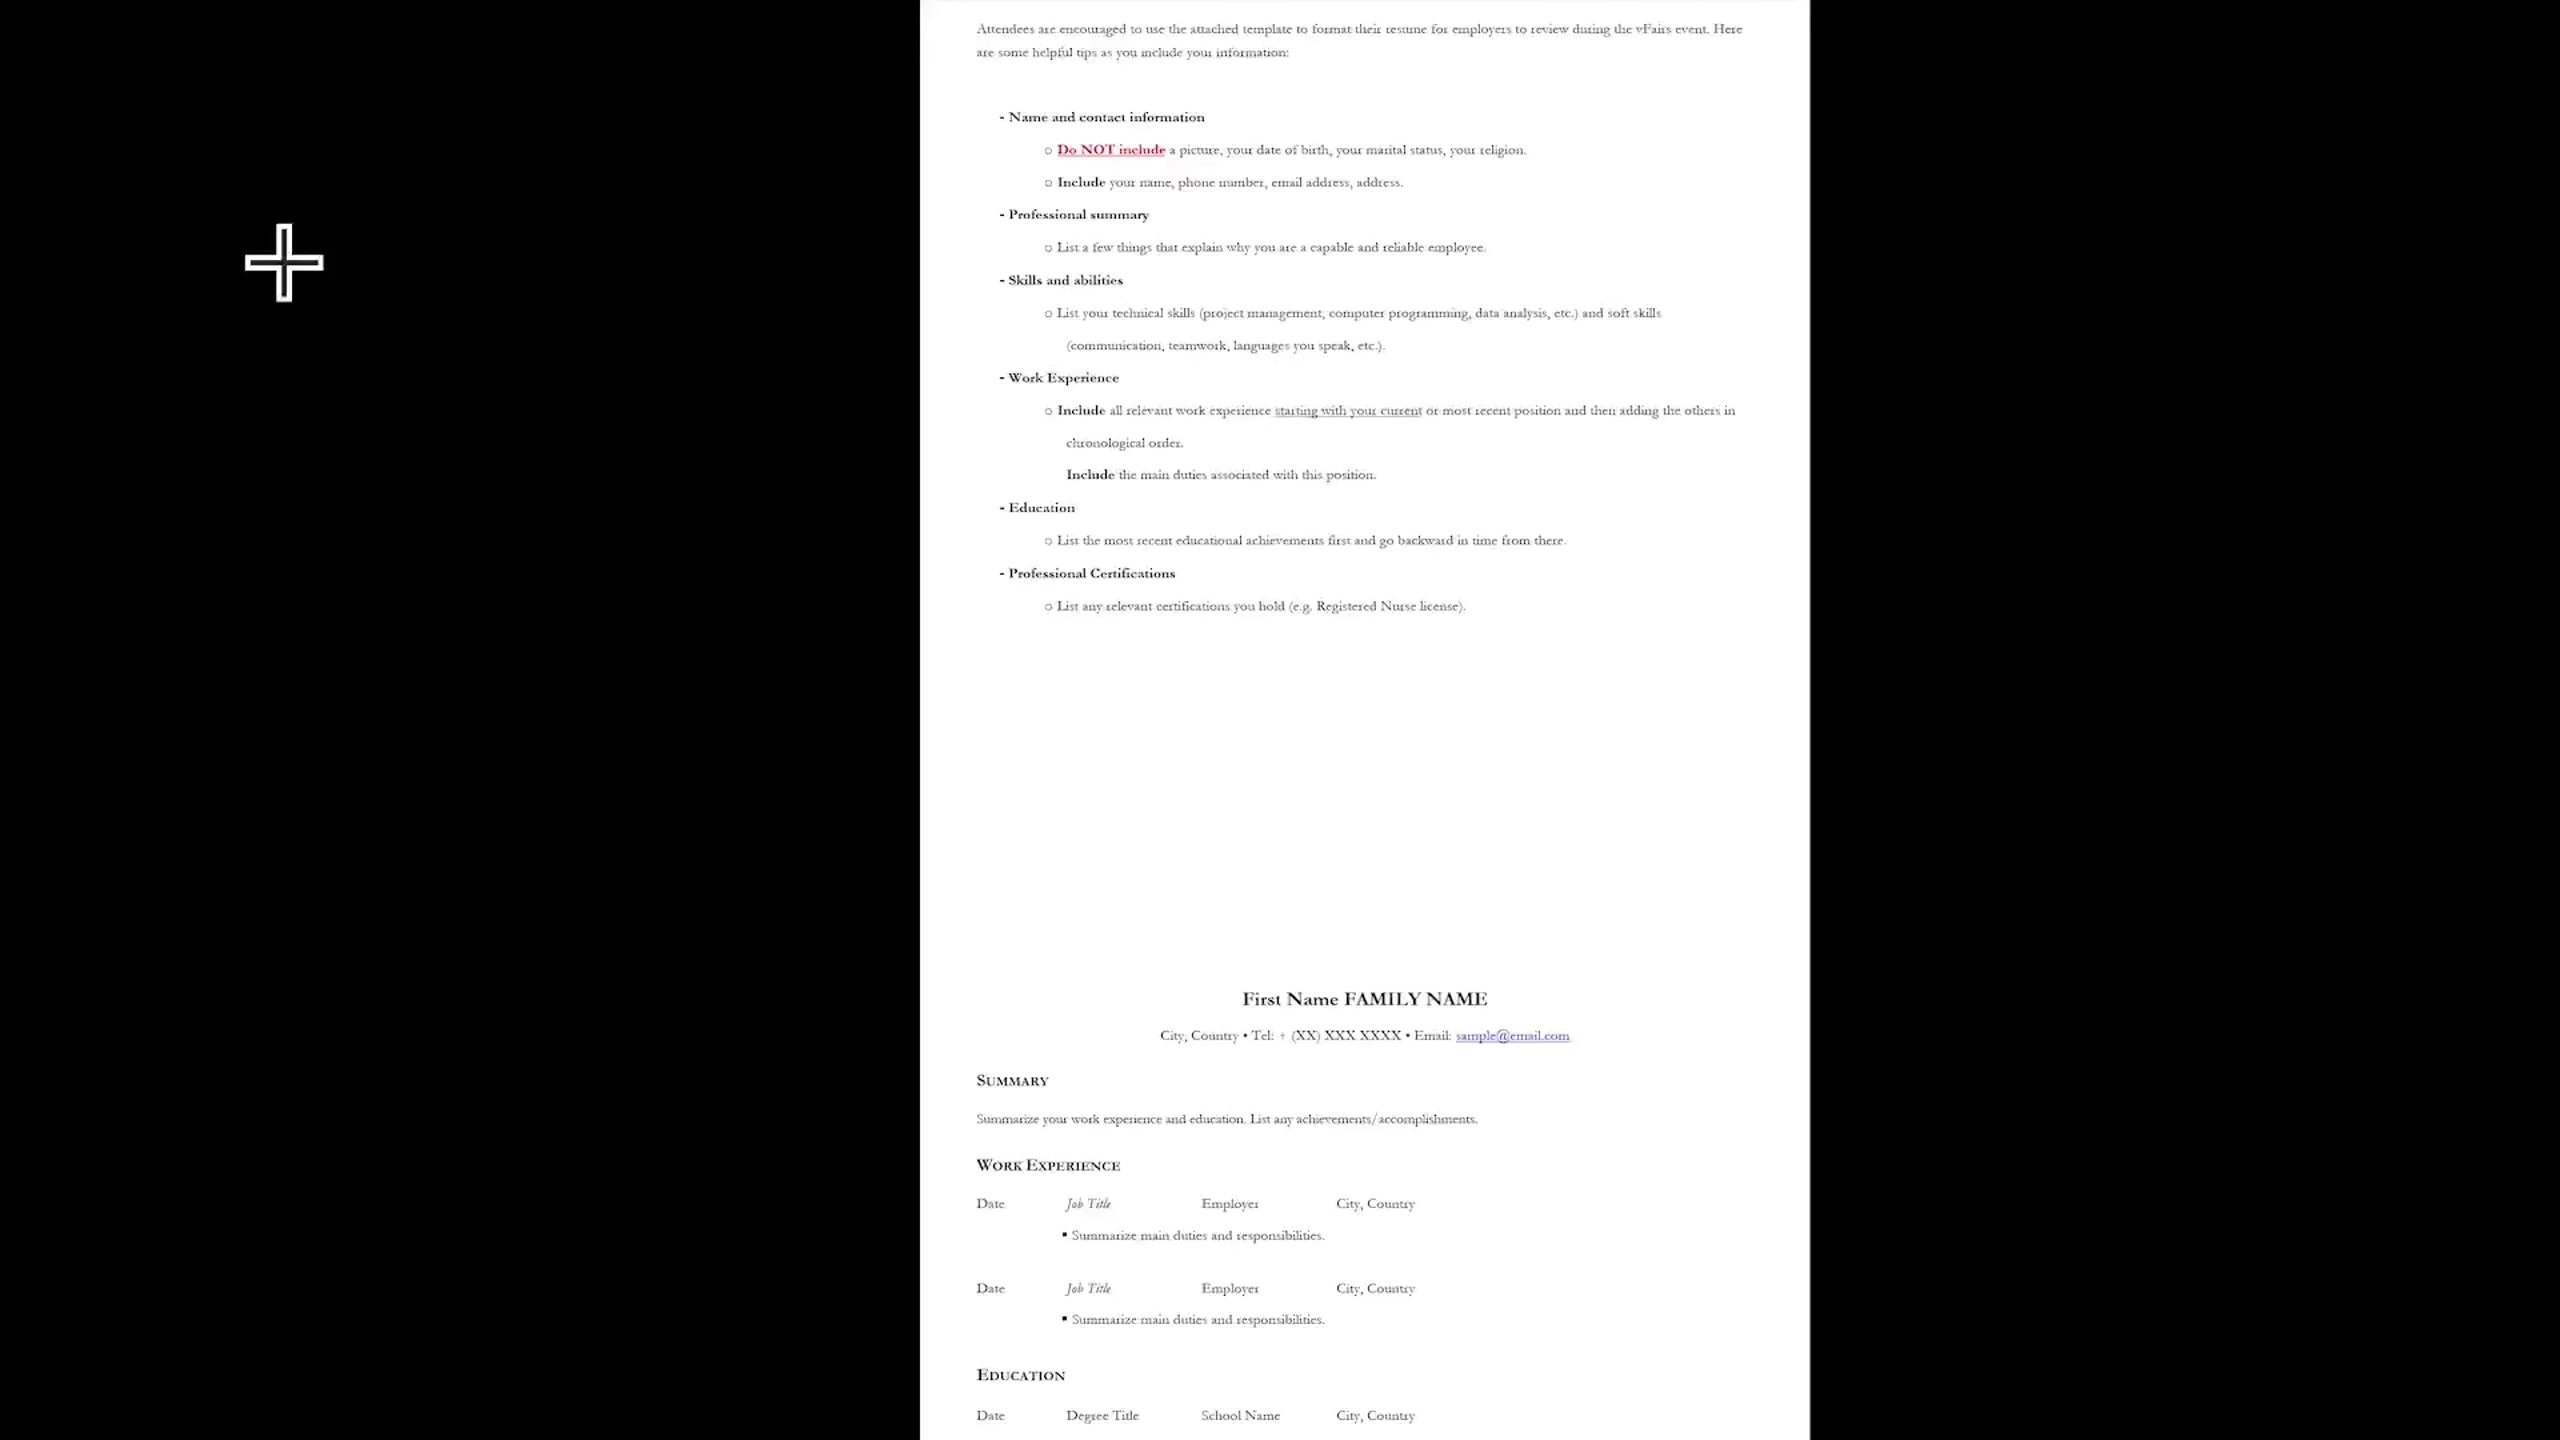 Attendees are encouraged to use the attached template to format their resume for employers to review during the vFairs event. Here
are some helpful tips as you include your information:
- Name and contact information
o Do NOT include a picture, your date of birth, your marital status, your religion.
o Include your name, phone number, email address, address.
- Professional summary
o List a few things that explain why you are a capable and reliable employee.
- Skills and abilities
o List your technical skills (project management, computer programming, data analysis, etc.) and soft skills
(communication, teamwork, languages you speak, etc.).
- Work Experience
o Include all relevant work experience starting with your current or most recent position and then adding the others in
chronological order.
Include the main duties associated with this position.
- Education
o List the most recent educational achievements first and go backward in time from there.
- Professional Certifications
o List any relevant certifications you hold (e.g. Registered Nurse license).
First Name FAMILY NAME
City, Country • Tel: + (XX) XXX XXXX • Email: sample@email.com
SUMMARY
Summarize your work experience and education. List any achievements/accomplishments.
WORK EXPERIENCE
Date Job Title Employer City, Country
▪ Summarize main duties and responsibilities.
Date Job Title Employer City, Country
▪ Summarize main duties and responsibilities.
EDUCATION
Date Degree Title School Name City, Country